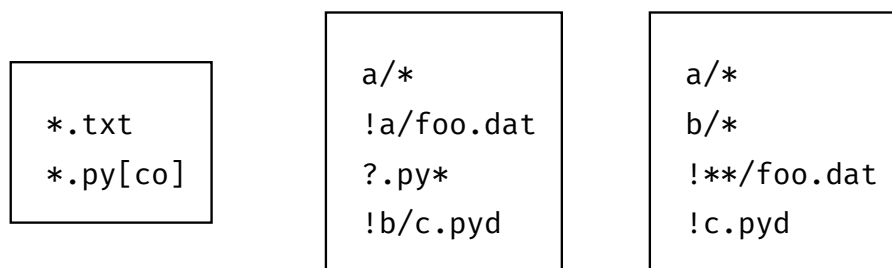 *.txt
*.py[co]
a/*
!a/foo.dat
?.py*
!b/c.pyd
a/*
b/*
!**/foo.dat
!c.pyd